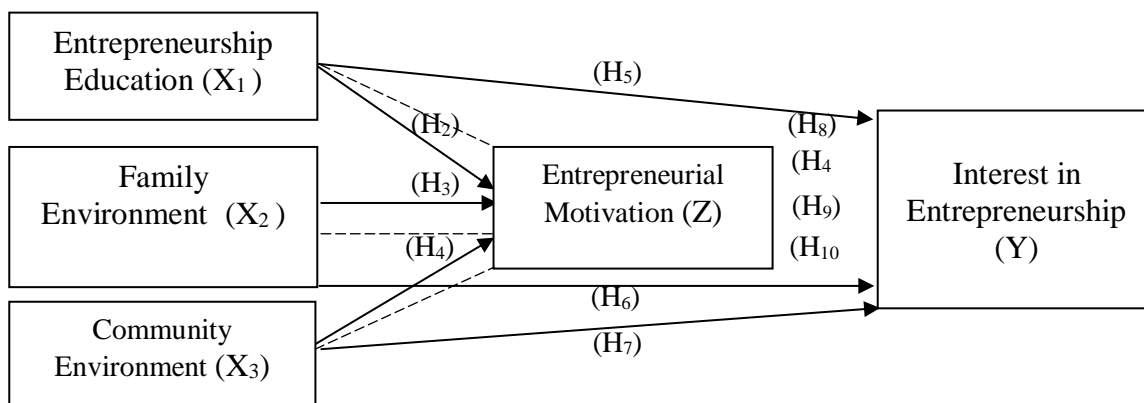 Entrepreneurship
Education (X₁ )
(H₅)
(H₂)
(H₈)
Family
Environment (X₂ )
(H₃)
Entrepreneurial
Motivation (Z)
(H₄
(H₉)
(H₁₀
Interest in
Entrepreneurship
(Y)
(H₄)
(H₆)
Community
Environment (X₃)
(H₇)